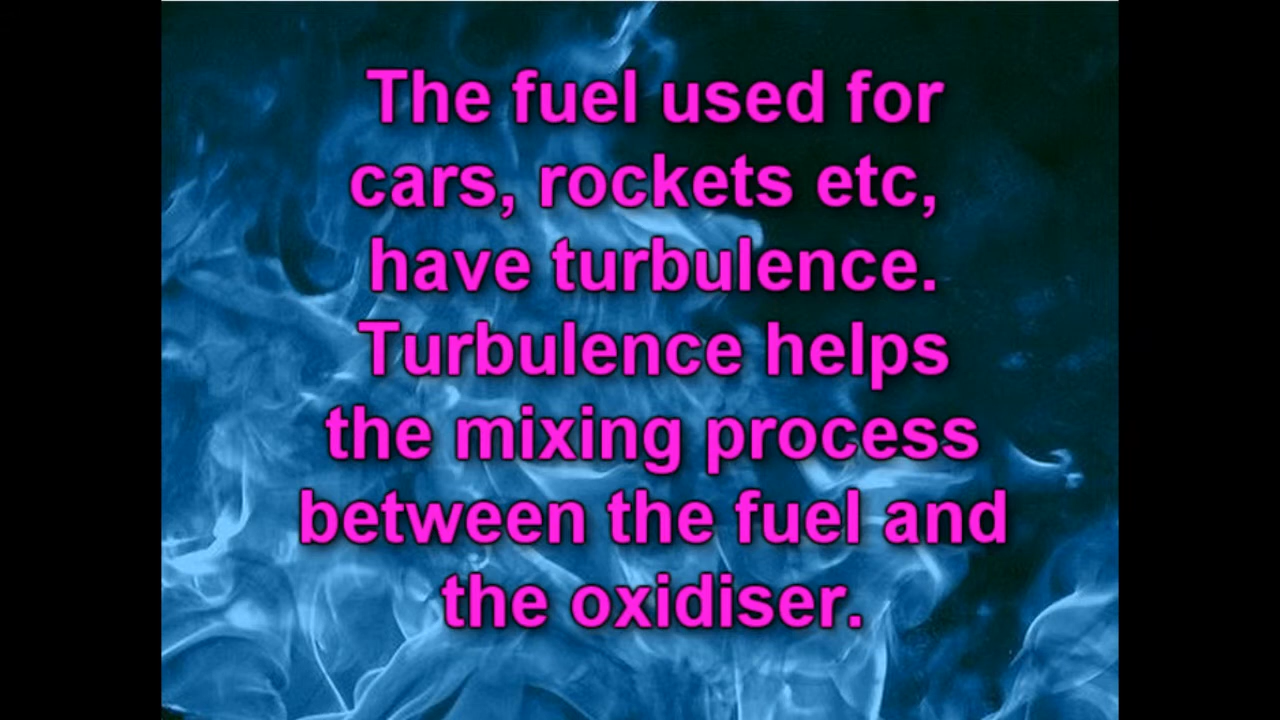 The fuel used for
cars, rockets etc,
have turbulence.
Turbulence helps
the mixing process
between the fuel and
the oxidiser.